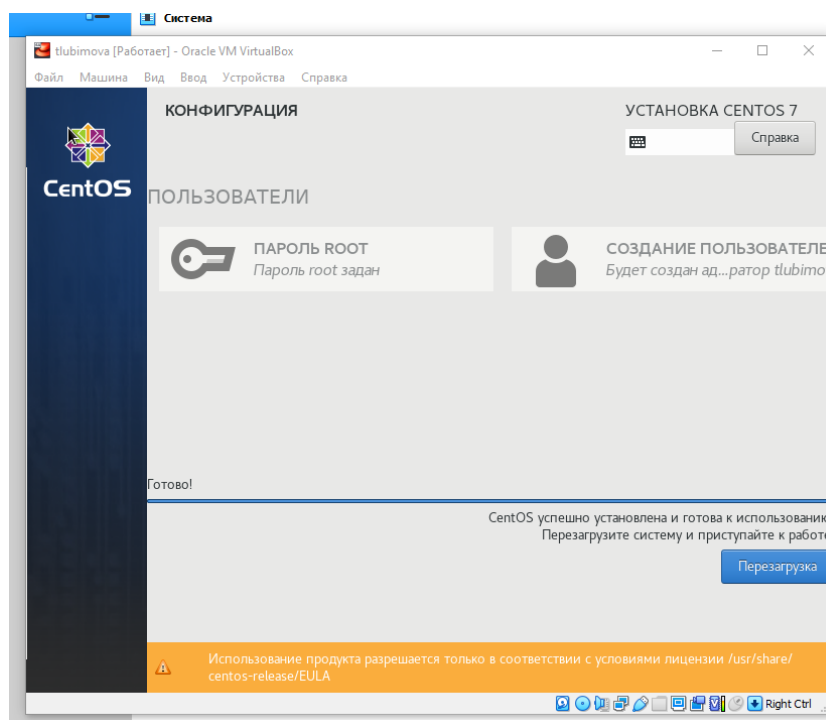 Система
tlubimova [Работает] - Oracle VM VirtualBox
Файл Машина Вид Ввод Устройства Справка
КОНФИГУРАЦИЯ
УСТАНОВКА CENTOS 7
Справка
CentOS
ПОЛЬЗОВАТЕЛИ
ПАРОЛЬ ROOT
Пароль root задан
СОЗДАНИЕ ПОЛЬЗОВАТЕЛЕ
Будет создан ад...ратор tlubimo
Готово!
CentOS успешно установлена и готова к использовани
Перезагрузите систему и приступайте к работ
Перезагрузка
Использование продукта разрешается только в соответствии с условиями лицензии /usr/share/
centos-release/EULA
Right Ctrl